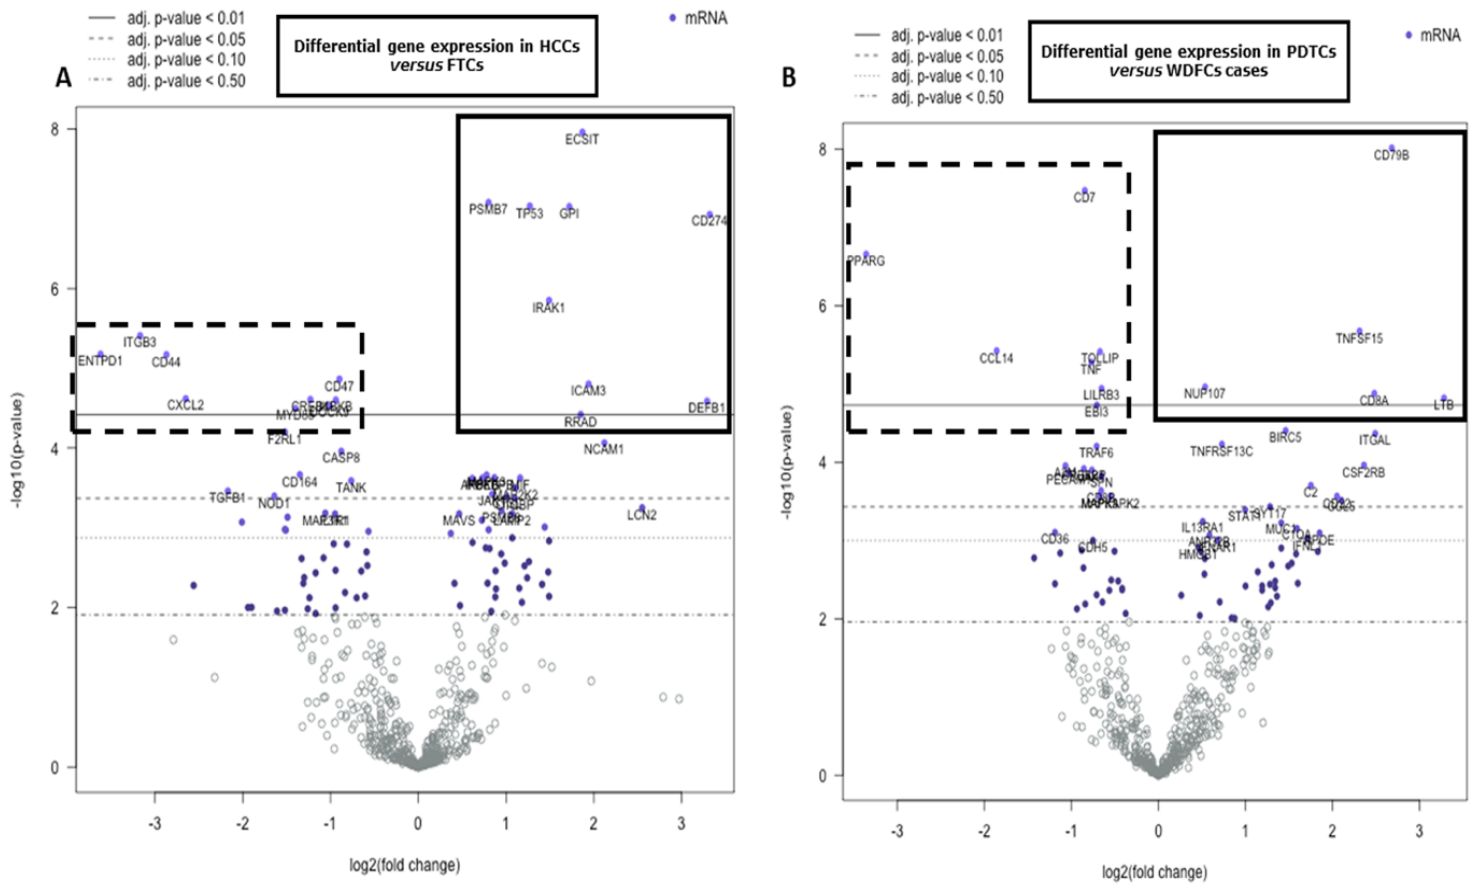 adj. p-value < 0.01
adj. p-value < 0.05
adj. p-value < 0.10
adj. p-value < 0.50
Differential gene expression in HCCs
versus FTCs
mRNA
A
8
6
4
2
0
-log10(p-value)
ECSIT
PSMB7
TP53
GPI
CD274
IRAK1
ITGB3
ENTPD1
CD44
CD47
ICAM3
CXCL2
DEFB1
RRAD
F2RL1
NCAM1
CASP8
CD164
TANK
TGFB1
NOD1
LCN2
MAVS
-3
-2
-1
0
1
2
3
log2(fold change)
adj. p-value < 0.01
adj. p-value < 0.05
adj. p-value < 0.10
adj. p-value < 0.50
Differential gene expression in PDTCs
versus WDFCs cases
mRNA
B
8
6
4
2
0
-log10(p-value)
CD79B
CD7
PPARG
TNFSF15
CCL14
TOLLIP
TNF
NUP107
LILRB3
CD8A
LTB
EBI3
BIRC5
ITGAL
TRAF6
TNFRSF13C
CSF2RB
C2
SYT17
STAT1
IL13RA1
CD36
CDH5
-3
-2
-1
0
1
2
3
log2(fold change)